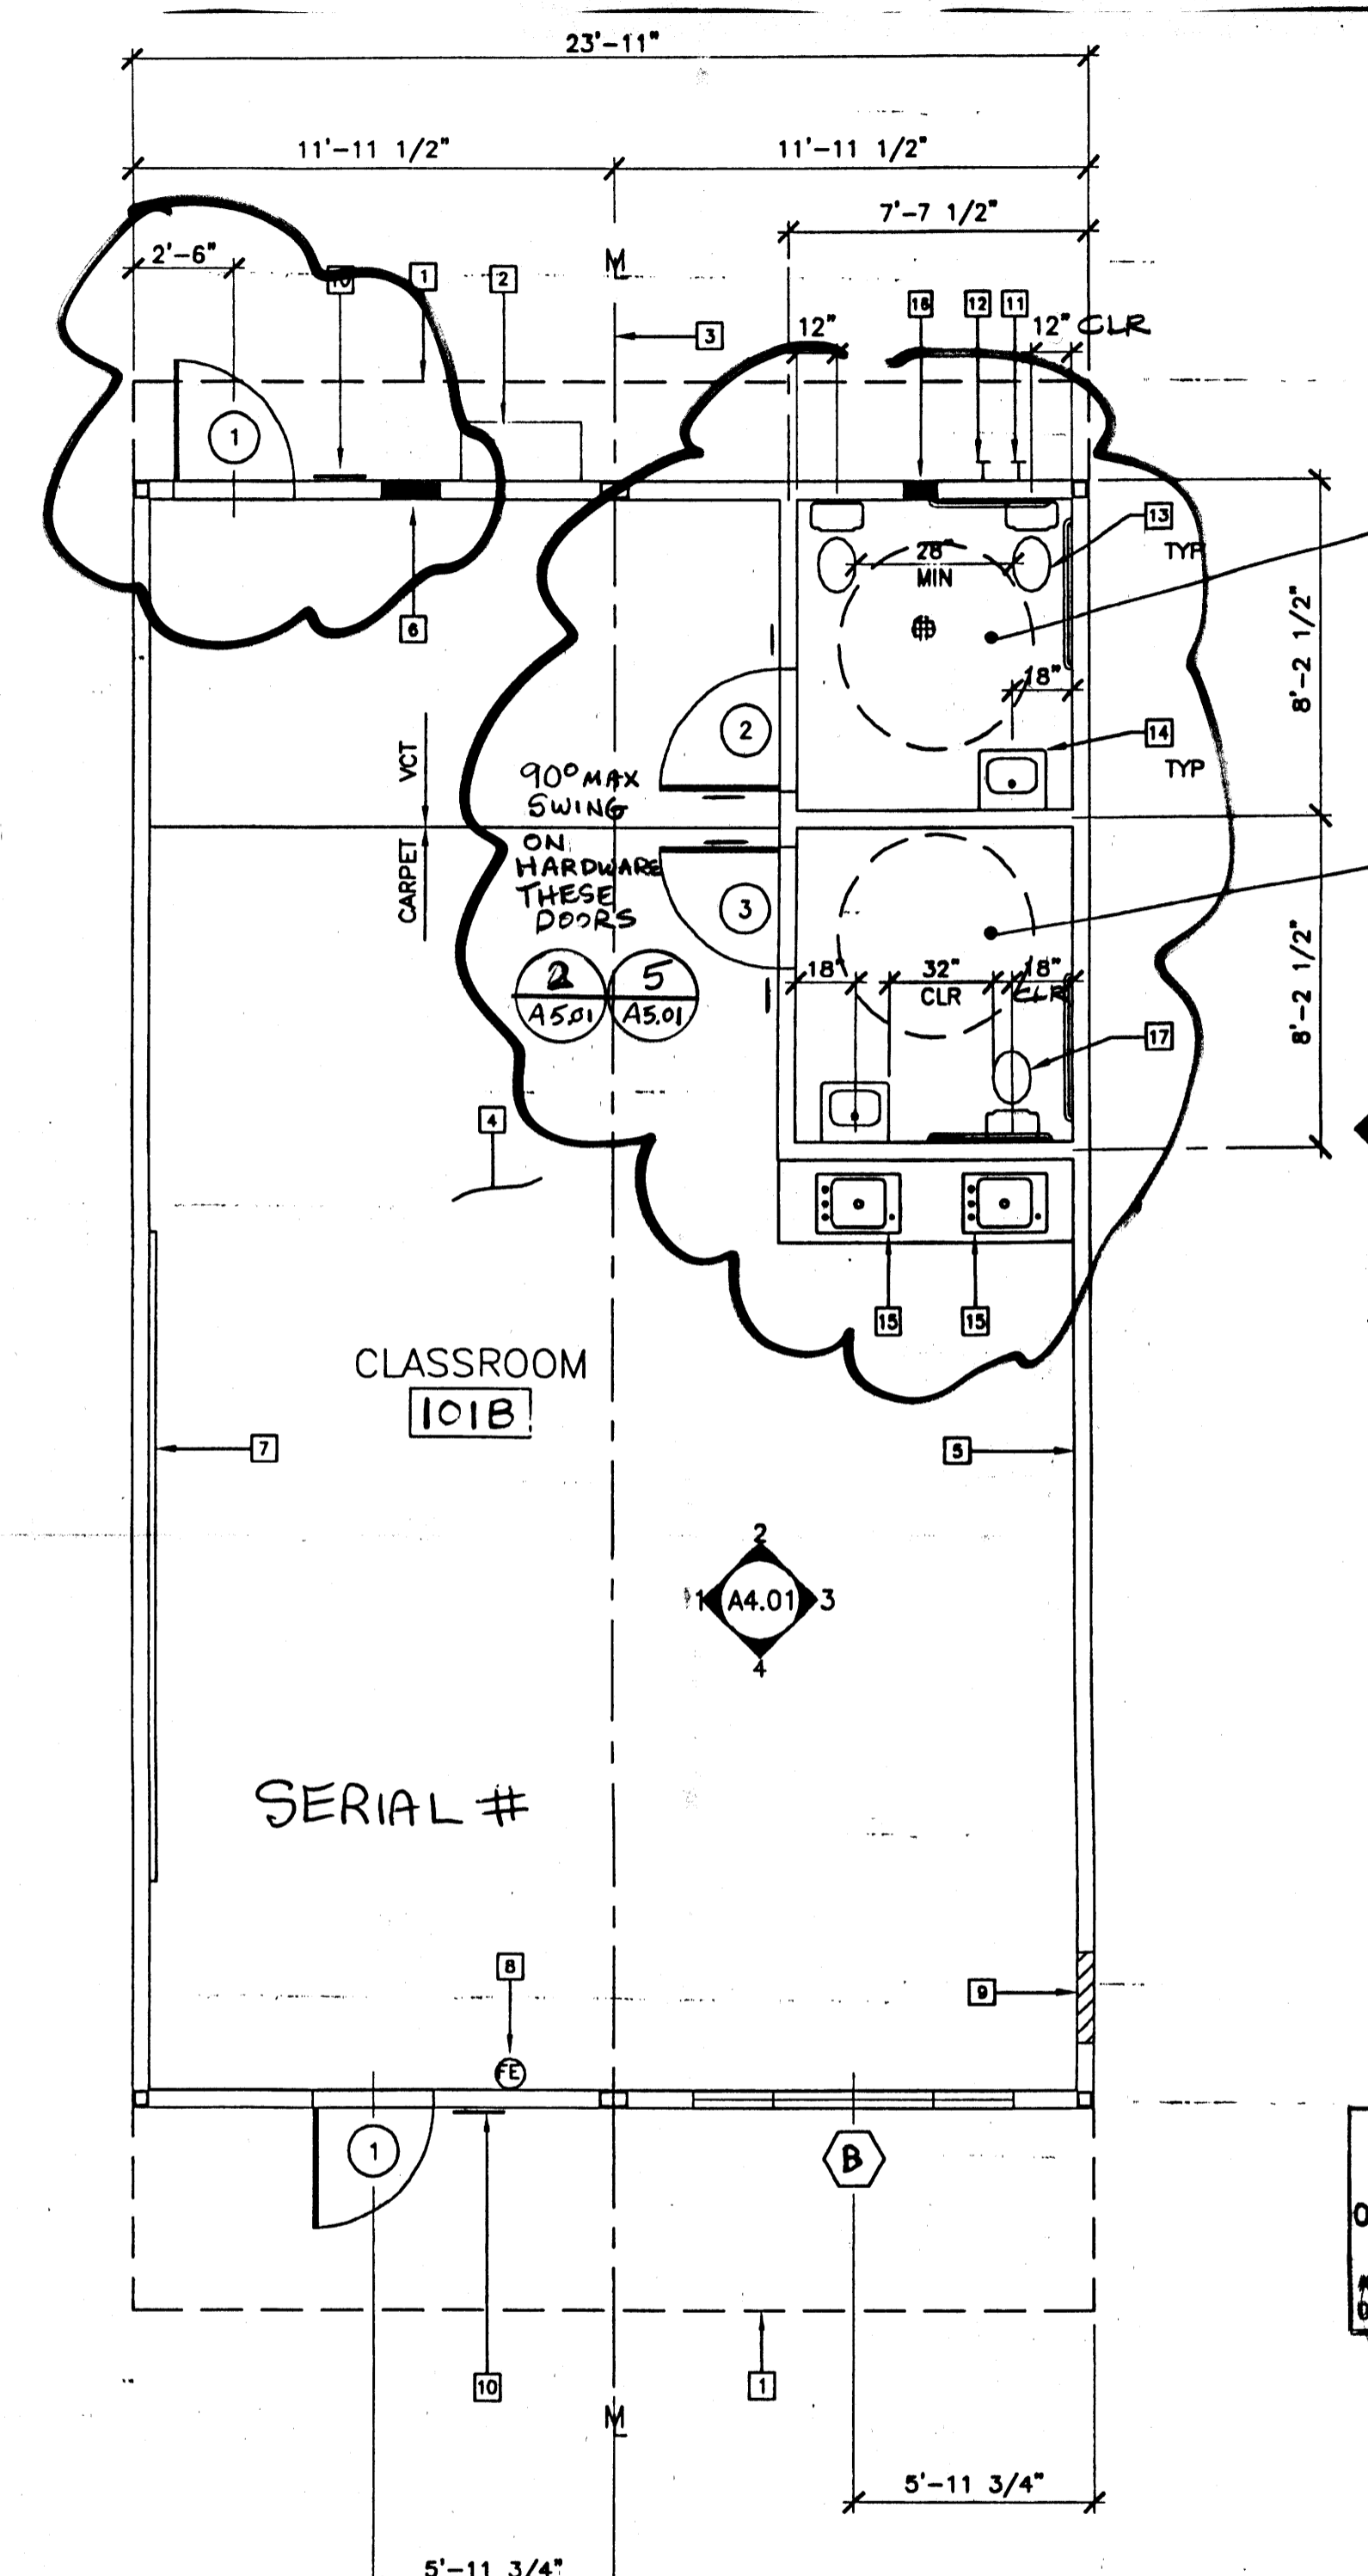 23'-11"
11'-11 1/2"
11'-11 1/2"
7'-7 1/2"
2'-6"
10
1
2
M
3
12"
16
12
11
12" CLR
1
6
28"
MIN
13
TYP
8'-2 1/2"
18"
2
14
TYP
VCT
CARPET
90° MAX
SWING
ON
HARDWARE
THESE
DOORS
3
2
A5.01
5
A5.01
18"
32"
CLR
18"
CLR
8'-2 1/2"
17
4
15
15
CLASSROOM
101B
7
5
2
1
A4.01
3
4
SERIAL #
8
9
FE
1
B
10
1
M
5'-11 3/4"
5'-11 3/4"